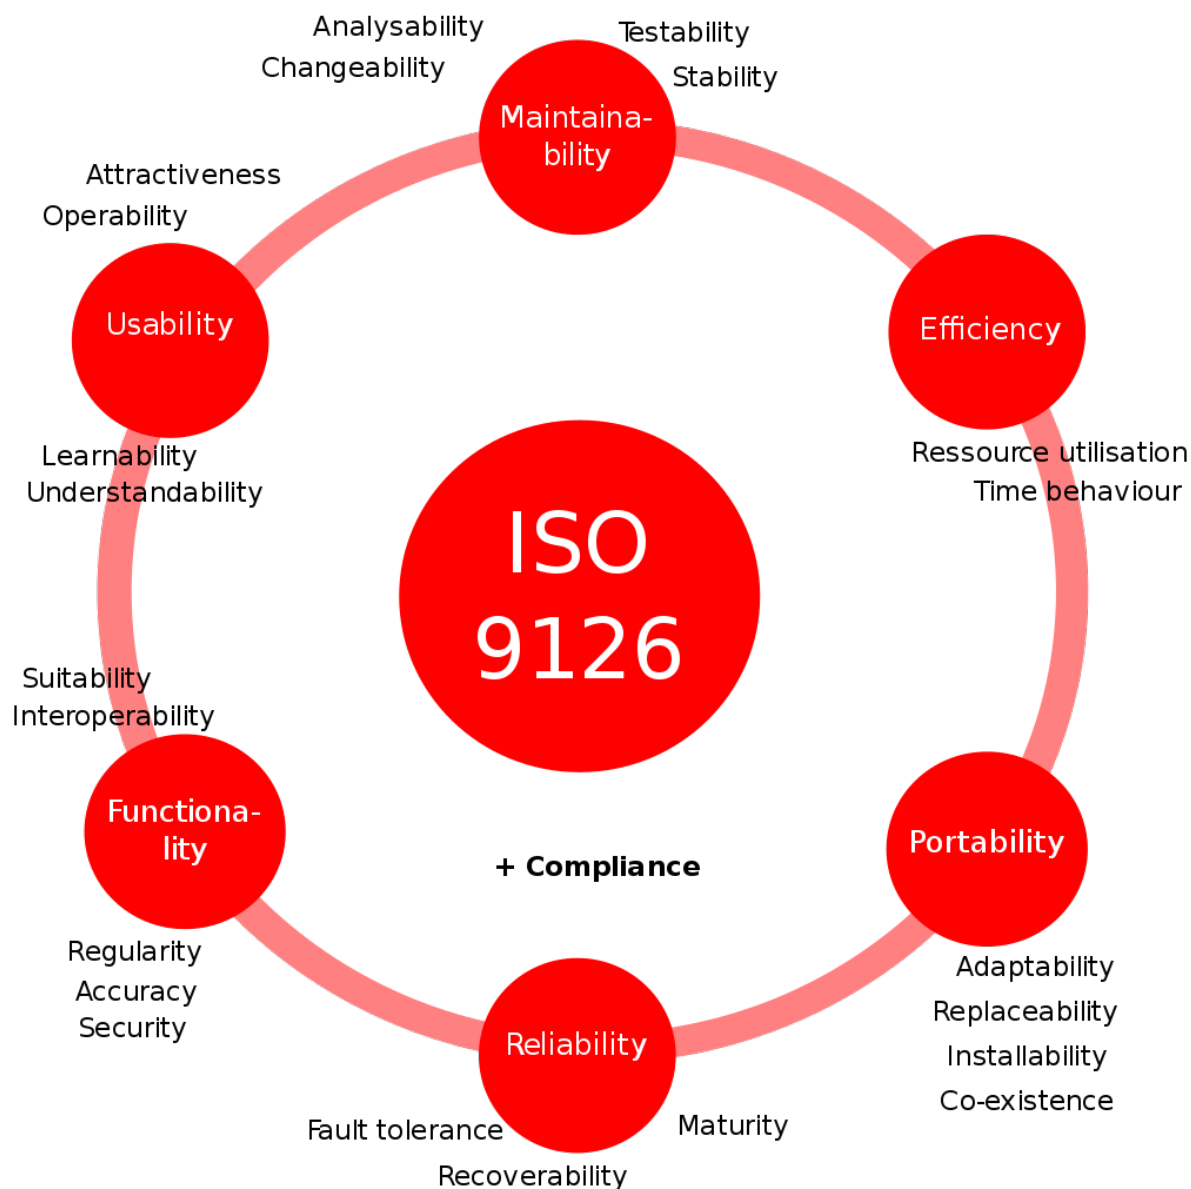 Analysability
Changeability
Testability
Stability
Maintaina-
bility
Attractiveness
Operability
Usability
Learnability
Understandability
Efficiency
Ressource utilisation
Time behaviour
ISO
9126
Suitability
Interoperability
Functiona-
lity
Regularity
Accuracy
Security
+ Compliance
Portability
Adaptability
Replaceability
Installability
Co-existence
Reliability
Fault tolerance
Recoverability
Maturity